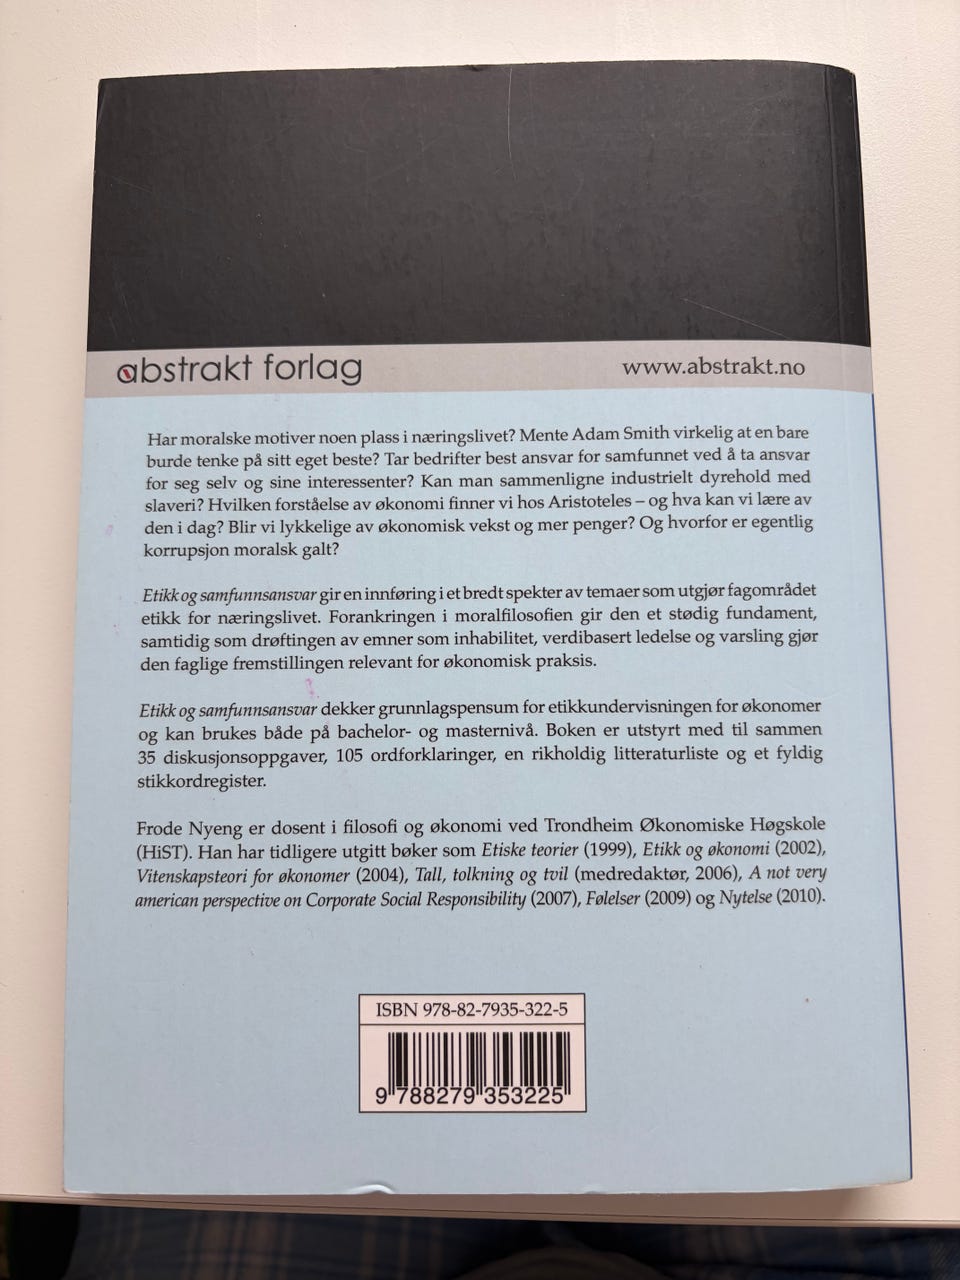 abstrakt forlag
www.abstrakt.no
Har moralske motiver noen plass i næringslivet? Mente Adam Smith virkelig at en bare
burde tenke på sitt eget beste? Tar bedrifter best ansvar for samfunnet ved å ta ansvar
for seg selv og sine interessenter? Kan man sammenligne industrielt dyrehold med
slaveri? Hvilken forståelse av økonomi finner vi hos Aristoteles – og hva kan vi lære av
den i dag? Blir vi lykkelige av økonomisk vekst og mer penger? Og hvorfor er egentlig
korrupsjon moralsk galt?
Etikk og samfunnsansvar gir en innføring i et bredt spekter av temaer som utgjør fagområdet
etikk for næringslivet. Forankringen i moralfilosofien gir den et stødig fundament,
samtidig som drøftingen av emner som inhabilitet, verdibasert ledelse og varsling gjør
den faglige fremstillingen relevant for økonomisk praksis.
Etikk og samfunnsansvar dekker grunnlagspensum for etikkundervisningen for økonomer
og kan brukes både på bachelor- og masternivå. Boken er utstyrt med til sammen
35 diskusjonsoppgaver, 105 ordforklaringer, en rikholdig litteraturliste og et fyldig
stikkordregister.
Frode Nyeng er dosent i filosofi og økonomi ved Trondheim Økonomiske Høgskole
(HiST). Han har tidligere utgitt bøker som Etiske teorier (1999), Etikk og økonomi (2002),
Vitenskapsteori for økonomer (2004), Tall, tolkning og tvil (medredaktør, 2006), A not very
american perspective on Corporate Social Responsibility (2007), Følelser (2009) og Nytelse (2010).
ISBN 978-82-7935-322-5
9 788279 353225